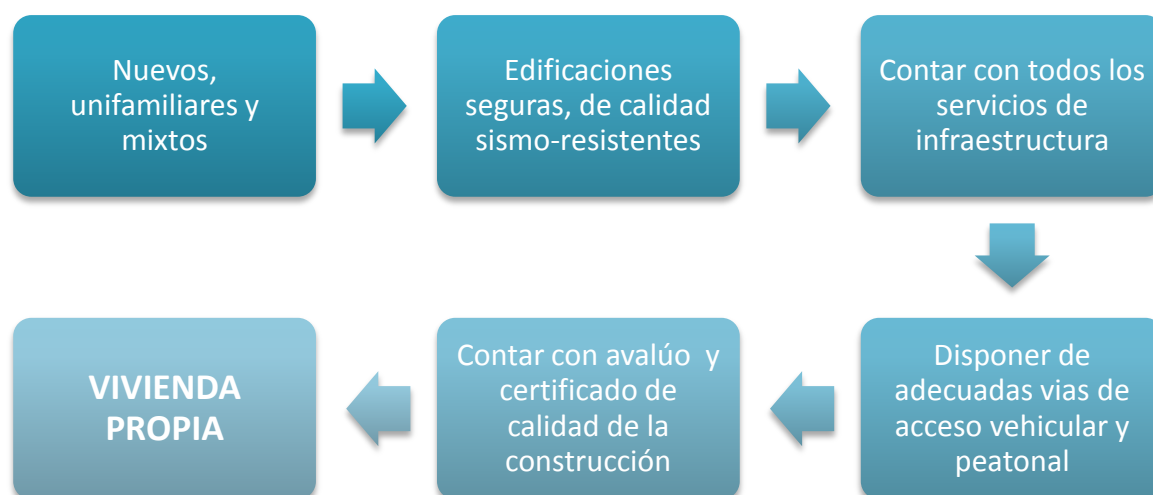 Nuevos,
unifamiliares y
mixtos
Edificaciones
seguras, de calidad
sismo-resistentes
Contar con todos los
servicios de
infraestructura
Disponer de
adecuadas vias de
acceso vehicular y
peatonal
Contar con avalúo y
certificado de
calidad de la
construcción
VIVIENDA
PROPIA